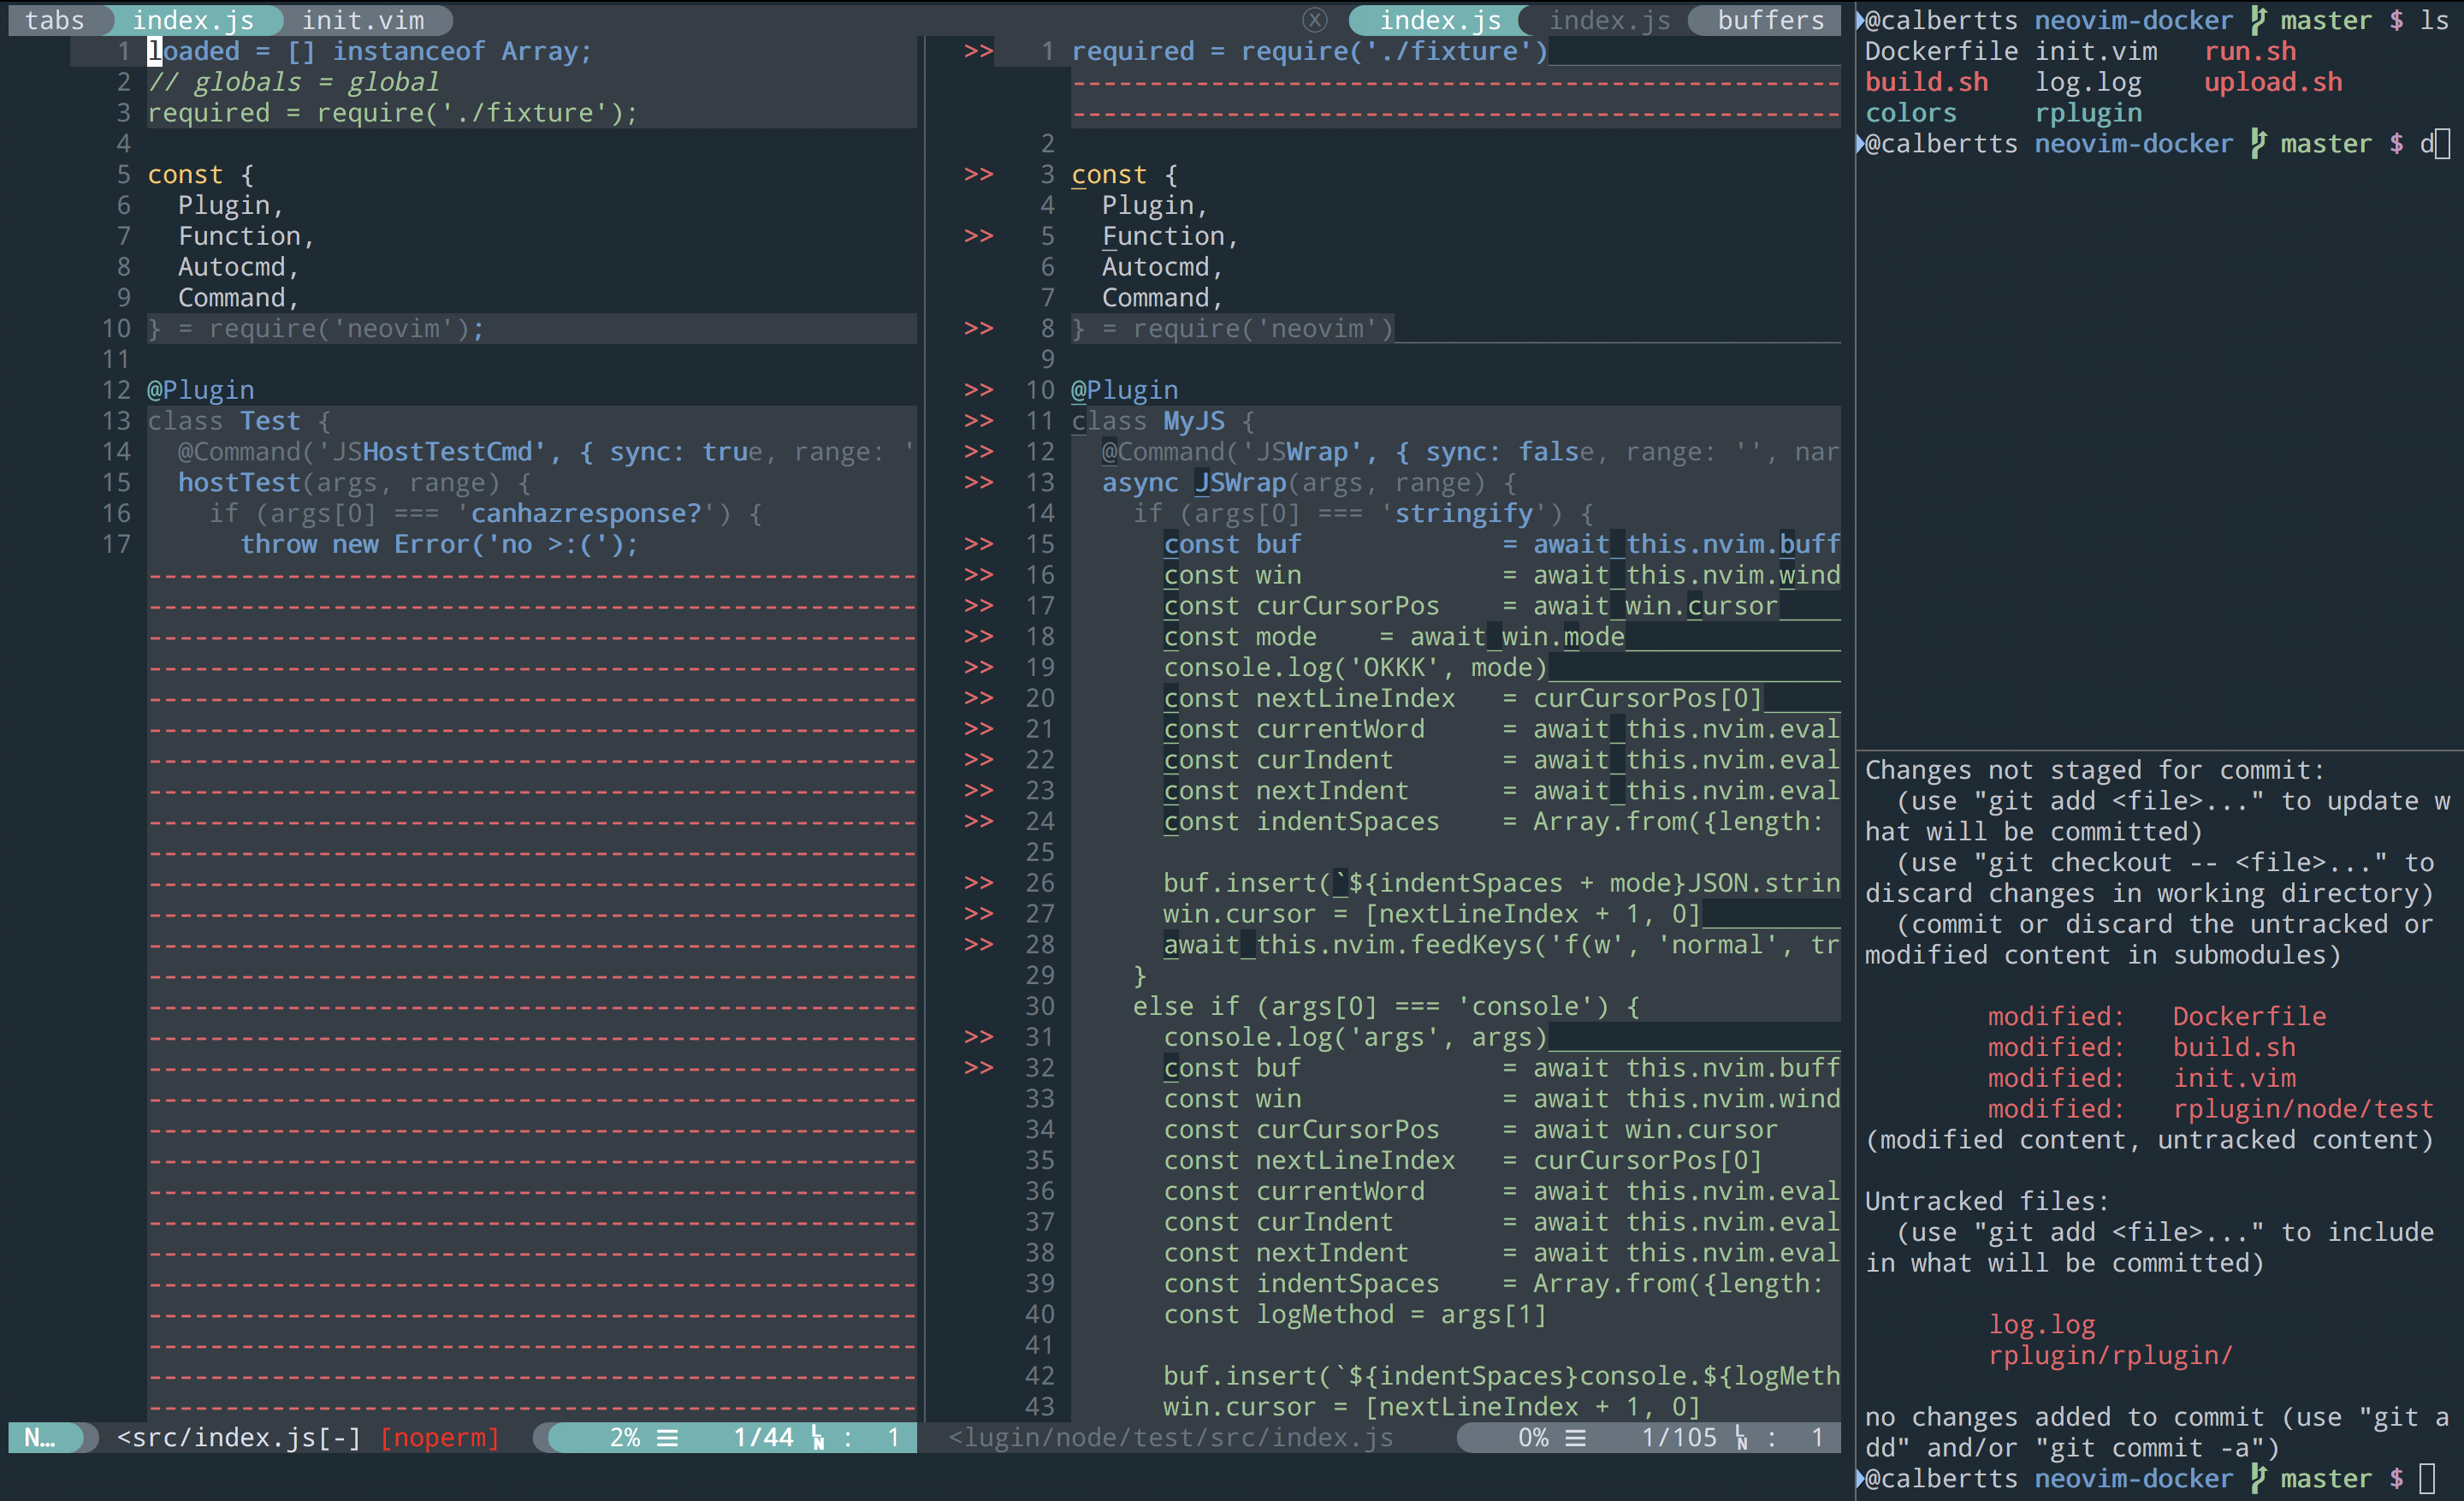 tabs index.js init.vim
1 loaded = [] instanceof Array;
2 // globals = global
3 required = require('./fixture');
4
5 const {
6 Plugin,
7 Function,
8 Autocmd,
9 Command,
10 } = require('neovim');
11
12 @Plugin
13 class Test {
14 @Command('JSHostTestCmd', { sync: true, range: '
15 hostTest(args, range) {
16 if (args[0] === 'canhazresponse?') {
17 throw new Error('no >:(');
N… <src/index.js[-] [noperm] 2% ☰ 1/44 LN : 1
X index.js index.js buffers
>> 1 required = require('./fixture')
2
>> 3 const {
4 Plugin,
>> 5 Function,
6 Autocmd,
7 Command,
>> 8 } = require('neovim')
9
>> 10 @Plugin
>> 11 class MyJS {
>> 12 @Command('JSWrap', { sync: false, range: '', nar
>> 13 async JSWrap(args, range) {
14 if (args[0] === 'stringify') {
>> 15 const buf = await this.nvim.buff
>> 16 const win = await this.nvim.wind
>> 17 const curCursorPos = await win.cursor
>> 18 const mode = await win.mode
>> 19 console.log('OKKK', mode)
>> 20 const nextLineIndex = curCursorPos[0]
>> 21 const currentWord = await this.nvim.eval
>> 22 const curIndent = await this.nvim.eval
>> 23 const nextIndent = await this.nvim.eval
>> 24 const indentSpaces = Array.from({length:
25
>> 26 buf.insert(`${indentSpaces + mode}JSON.strin
>> 27 win.cursor = [nextLineIndex + 1, 0]
>> 28 await this.nvim.feedKeys('f(w', 'normal', tr
29 }
30 else if (args[0] === 'console') {
>> 31 console.log('args', args)
>> 32 const buf = await this.nvim.buff
33 const win = await this.nvim.wind
34 const curCursorPos = await win.cursor
35 const nextLineIndex = curCursorPos[0]
36 const currentWord = await this.nvim.eval
37 const curIndent = await this.nvim.eval
38 const nextIndent = await this.nvim.eval
39 const indentSpaces = Array.from({length:
40 const logMethod = args[1]
41
42 buf.insert(`${indentSpaces}console.${logMeth
43 win.cursor = [nextLineIndex + 1, 0]
<lugin/node/test/src/index.js 0% ☰ 1/105 LN : 1
@calbertts neovim-docker master $ ls
Dockerfile init.vim run.sh
build.sh log.log upload.sh
colors rplugin
@calbertts neovim-docker master $ d
Changes not staged for commit:
(use "git add <file>..." to update w
hat will be committed)
(use "git checkout -- <file>..." to
discard changes in working directory)
(commit or discard the untracked or
modified content in submodules)
modified: Dockerfile
modified: build.sh
modified: init.vim
modified: rplugin/node/test
(modified content, untracked content)
Untracked files:
(use "git add <file>..." to include
in what will be committed)
log.log
rplugin/rplugin/
no changes added to commit (use "git a
dd" and/or "git commit -a")
@calbertts neovim-docker master $